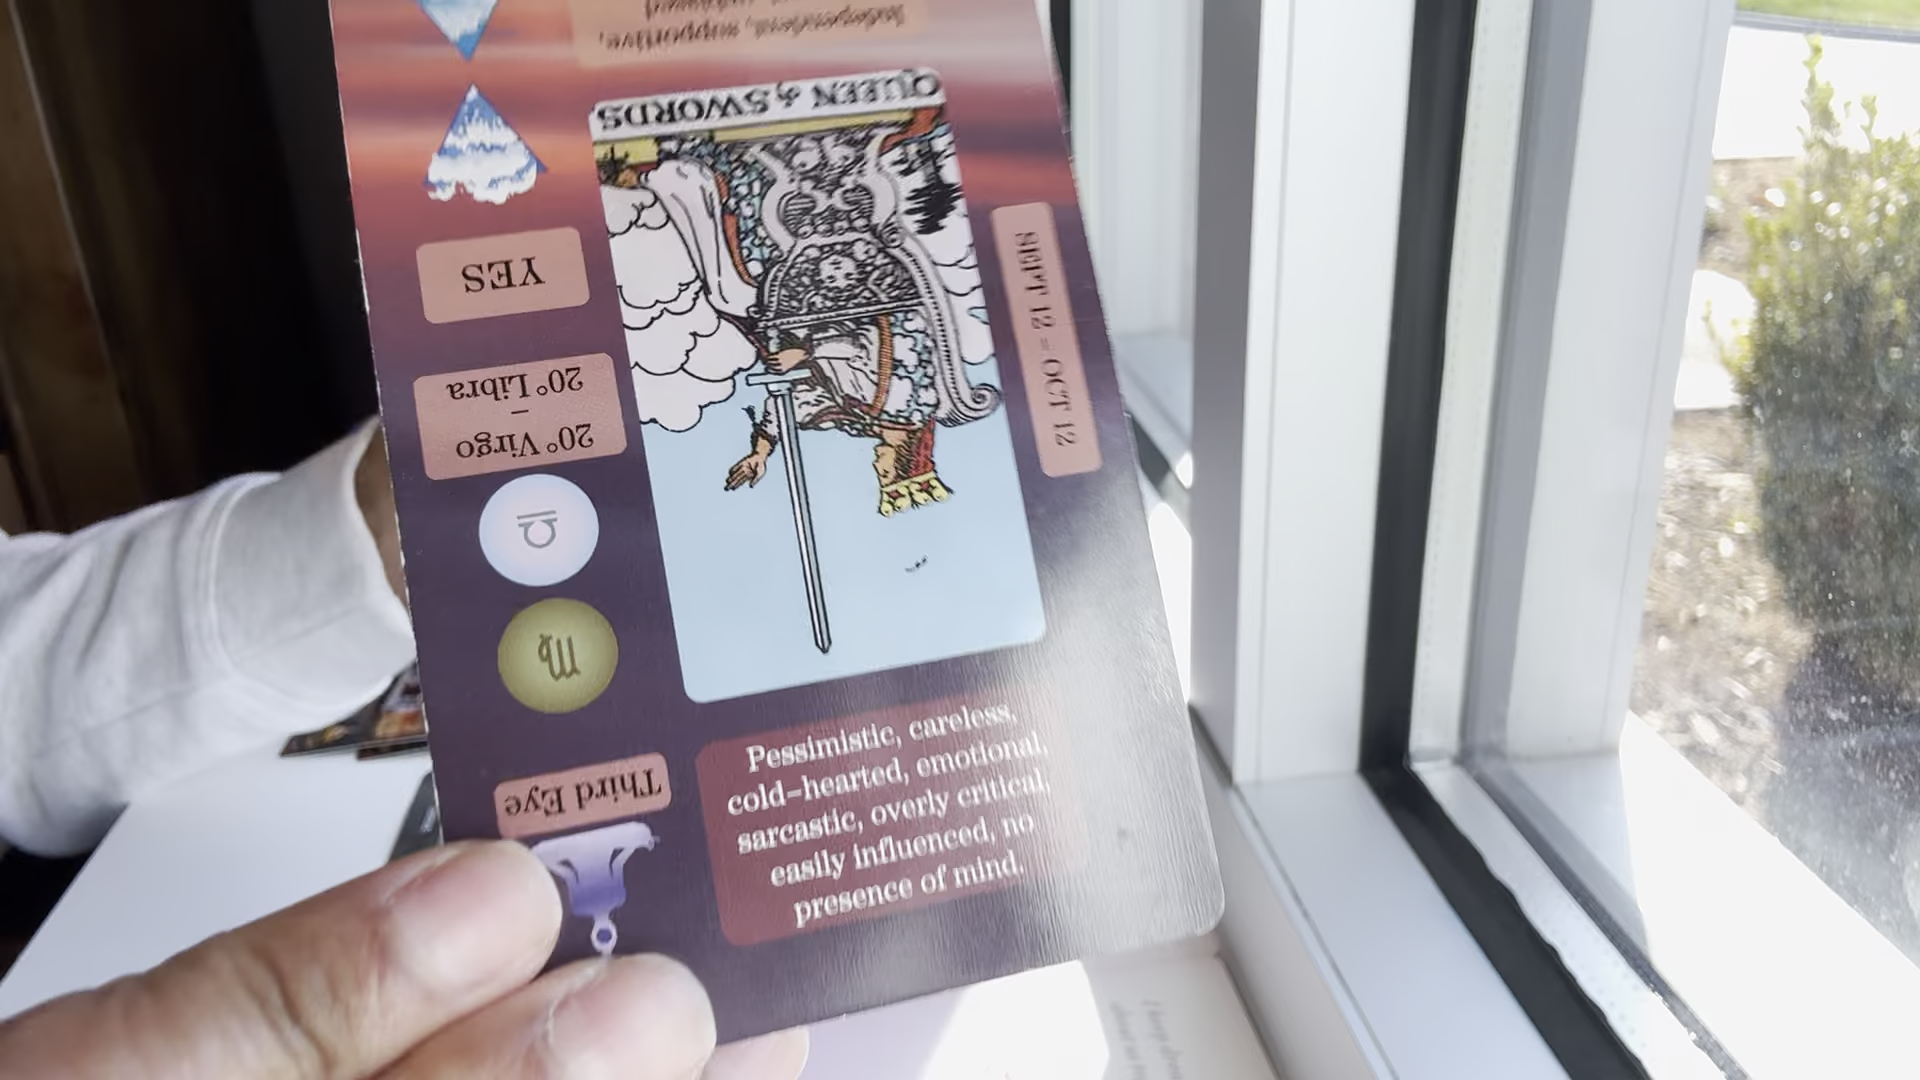 Independent, supportive,
QUEEN of SWORDS
YES
20° Virgo
–
20° Libra
SEPT 12 – OCT 12
Third Eye
Pessimistic, careless,
cold-hearted, emotional,
sarcastic, overly critical,
easily influenced, no
presence of mind.